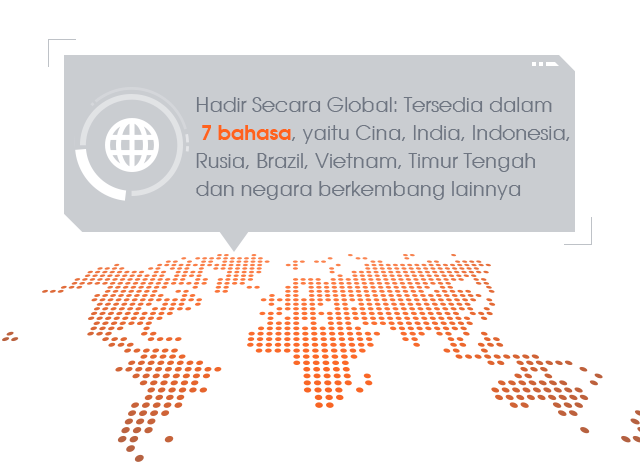 Hadir Secara Global: Tersedia dalam
7 bahasa, yaitu Cina, India, Indonesia,
Rusia, Brazil, Vietnam, Timur Tengah
dan negara berkembang lainnya